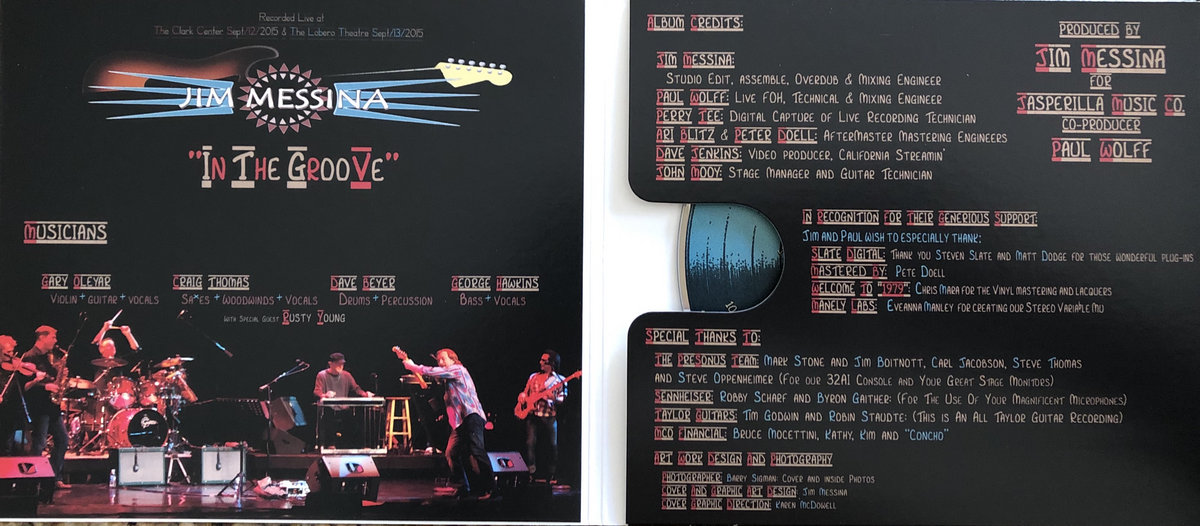 Recorded Live at
The Clark Center Sept/12/2015 & The Lobero Theatre Sept/13/2015
JIM MESSINA
"IN THE GROOVE"
MUSICIANS
GARY OLEYAR
VIOLIN + GUITAR + VOCALS
CRAIG THOMAS
SAXES + WOODWINDS + VOCALS
DAVE BEYER
DRUMS + PERCUSSION
GEORGE HAWKINS
BASS + VOCALS
WITH SPECIAL GUEST RUSTY YOUNG
ALBUM CREDITS:
JIM MESSINA:
STUDIO EDIT, ASSEMBLE, OVERDUB & MIXING ENGINEER
PAUL WOLFF: LIVE FOH, TECHNICAL & MIXING ENGINEER
PERRY TEE: DIGITAL CAPTURE OF LIVE RECORDING TECHNICIAN
ARI BLITZ & PETER DOELL: AFTERMASTER MASTERING ENGINEERS
DAVE JENKINS: VIDEO PRODUCER, CALIFORNIA STREAMIN'
JOHN MOOY: STAGE MANAGER AND GUITAR TECHNICIAN
PRODUCED BY
JIM MESSINA
FOR
JASPERILLA MUSIC CO.
CO-PRODUCER
PAUL WOLFF
IN RECOGNITION FOR THEIR GENERIOUS SUPPORT:
JIM AND PAUL WISH TO ESPECIALLY THANK:
SLATE DIGITAL: THANK YOU STEVEN SLATE AND MATT DODGE FOR THOSE WONDERFUL PLUG-INS
MASTERED BY: PETE DOELL
WELCOME TO "1979": CHRIS MARA FOR THE VINYL MASTERING AND LACQUERS
MANELY LABS: EVEANNA MANLEY FOR CREATING OUR STEREO VARIABLE MU
SPECIAL THANKS TO:
THE PRESONUS TEAM: MARK STONE AND JIM BOITNOTT, CARL JACOBSON, STEVE THOMAS
AND STEVE OPPENHEIMER (FOR OUR 32AI CONSOLE AND YOUR GREAT STAGE MONITORS)
SENNHEISER: ROBBY SCHARF AND BYRON GAITHER: (FOR THE USE OF YOUR MAGNIFICENT MICROPHONES)
TAYLOR GUITARS: TIM GODWIN AND ROBIN STAUDTE: (THIS IS AN ALL TAYLOR GUITAR RECORDING)
MCO FINANCIAL: BRUCE MOCETTINI, KATHY, KIM AND "CONCHO"
ART WORK DESIGN AND PHOTOGRAPHY
PHOTOGRAPHER: BARRY SIGMAN: COVER AND INSIDE PHOTOS
COVER AND GRAPHIC ART DESIGN: JIM MESSINA
COVER GRAPHIC DIRECTION: KAREN MCDOWELL